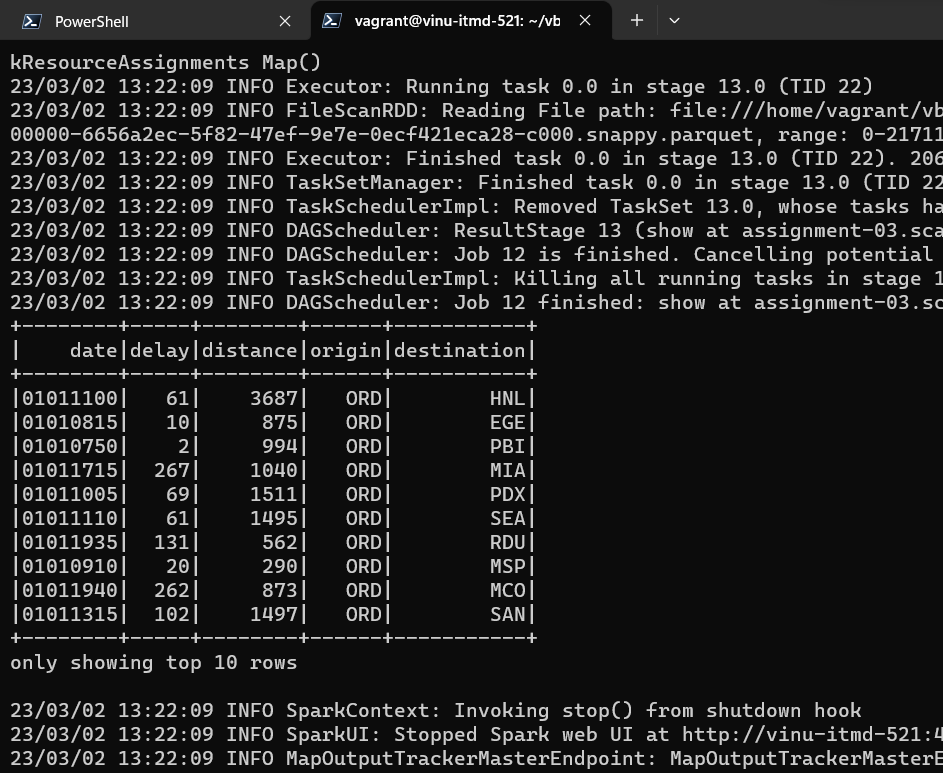 PowerShell
vagrant@vinu-itmd-521: ~/vb
kResourceAssignments Map()
23/03/02 13:22:09 INFO Executor: Running task 0.0 in stage 13.0 (TID 22)
23/03/02 13:22:09 INFO FileScanRDD: Reading File path: file:///home/vagrant/vb
00000-6656a2ec-5f82-47ef-9e7e-0ecf421eca28-c000.snappy.parquet, range: 0-21711
23/03/02 13:22:09 INFO Executor: Finished task 0.0 in stage 13.0 (TID 22). 206
23/03/02 13:22:09 INFO TaskSetManager: Finished task 0.0 in stage 13.0 (TID 22
23/03/02 13:22:09 INFO TaskSchedulerImpl: Removed TaskSet 13.0, whose tasks ha
23/03/02 13:22:09 INFO DAGScheduler: ResultStage 13 (show at assignment-03.sca
23/03/02 13:22:09 INFO DAGScheduler: Job 12 is finished. Cancelling potential
23/03/02 13:22:09 INFO TaskSchedulerImpl: Killing all running tasks in stage 1
23/03/02 13:22:09 INFO DAGScheduler: Job 12 finished: show at assignment-03.sc
+--------+-----+--------+------+-----------+
|    date|delay|distance|origin|destination|
+--------+-----+--------+------+-----------+
|01011100|   61|    3687|   ORD|        HNL|
|01010815|   10|     875|   ORD|        EGE|
|01010750|    2|     994|   ORD|        PBI|
|01011715|  267|    1040|   ORD|        MIA|
|01011005|   69|    1511|   ORD|        PDX|
|01011110|   61|    1495|   ORD|        SEA|
|01011935|  131|     562|   ORD|        RDU|
|01010910|   20|     290|   ORD|        MSP|
|01011940|  262|     873|   ORD|        MCO|
|01011315|  102|    1497|   ORD|        SAN|
+--------+-----+--------+------+-----------+
only showing top 10 rows
23/03/02 13:22:09 INFO SparkContext: Invoking stop() from shutdown hook
23/03/02 13:22:09 INFO SparkUI: Stopped Spark web UI at http://vinu-itmd-521:4
23/03/02 13:22:09 INFO MapOutputTrackerMasterEndpoint: MapOutputTrackerMasterE